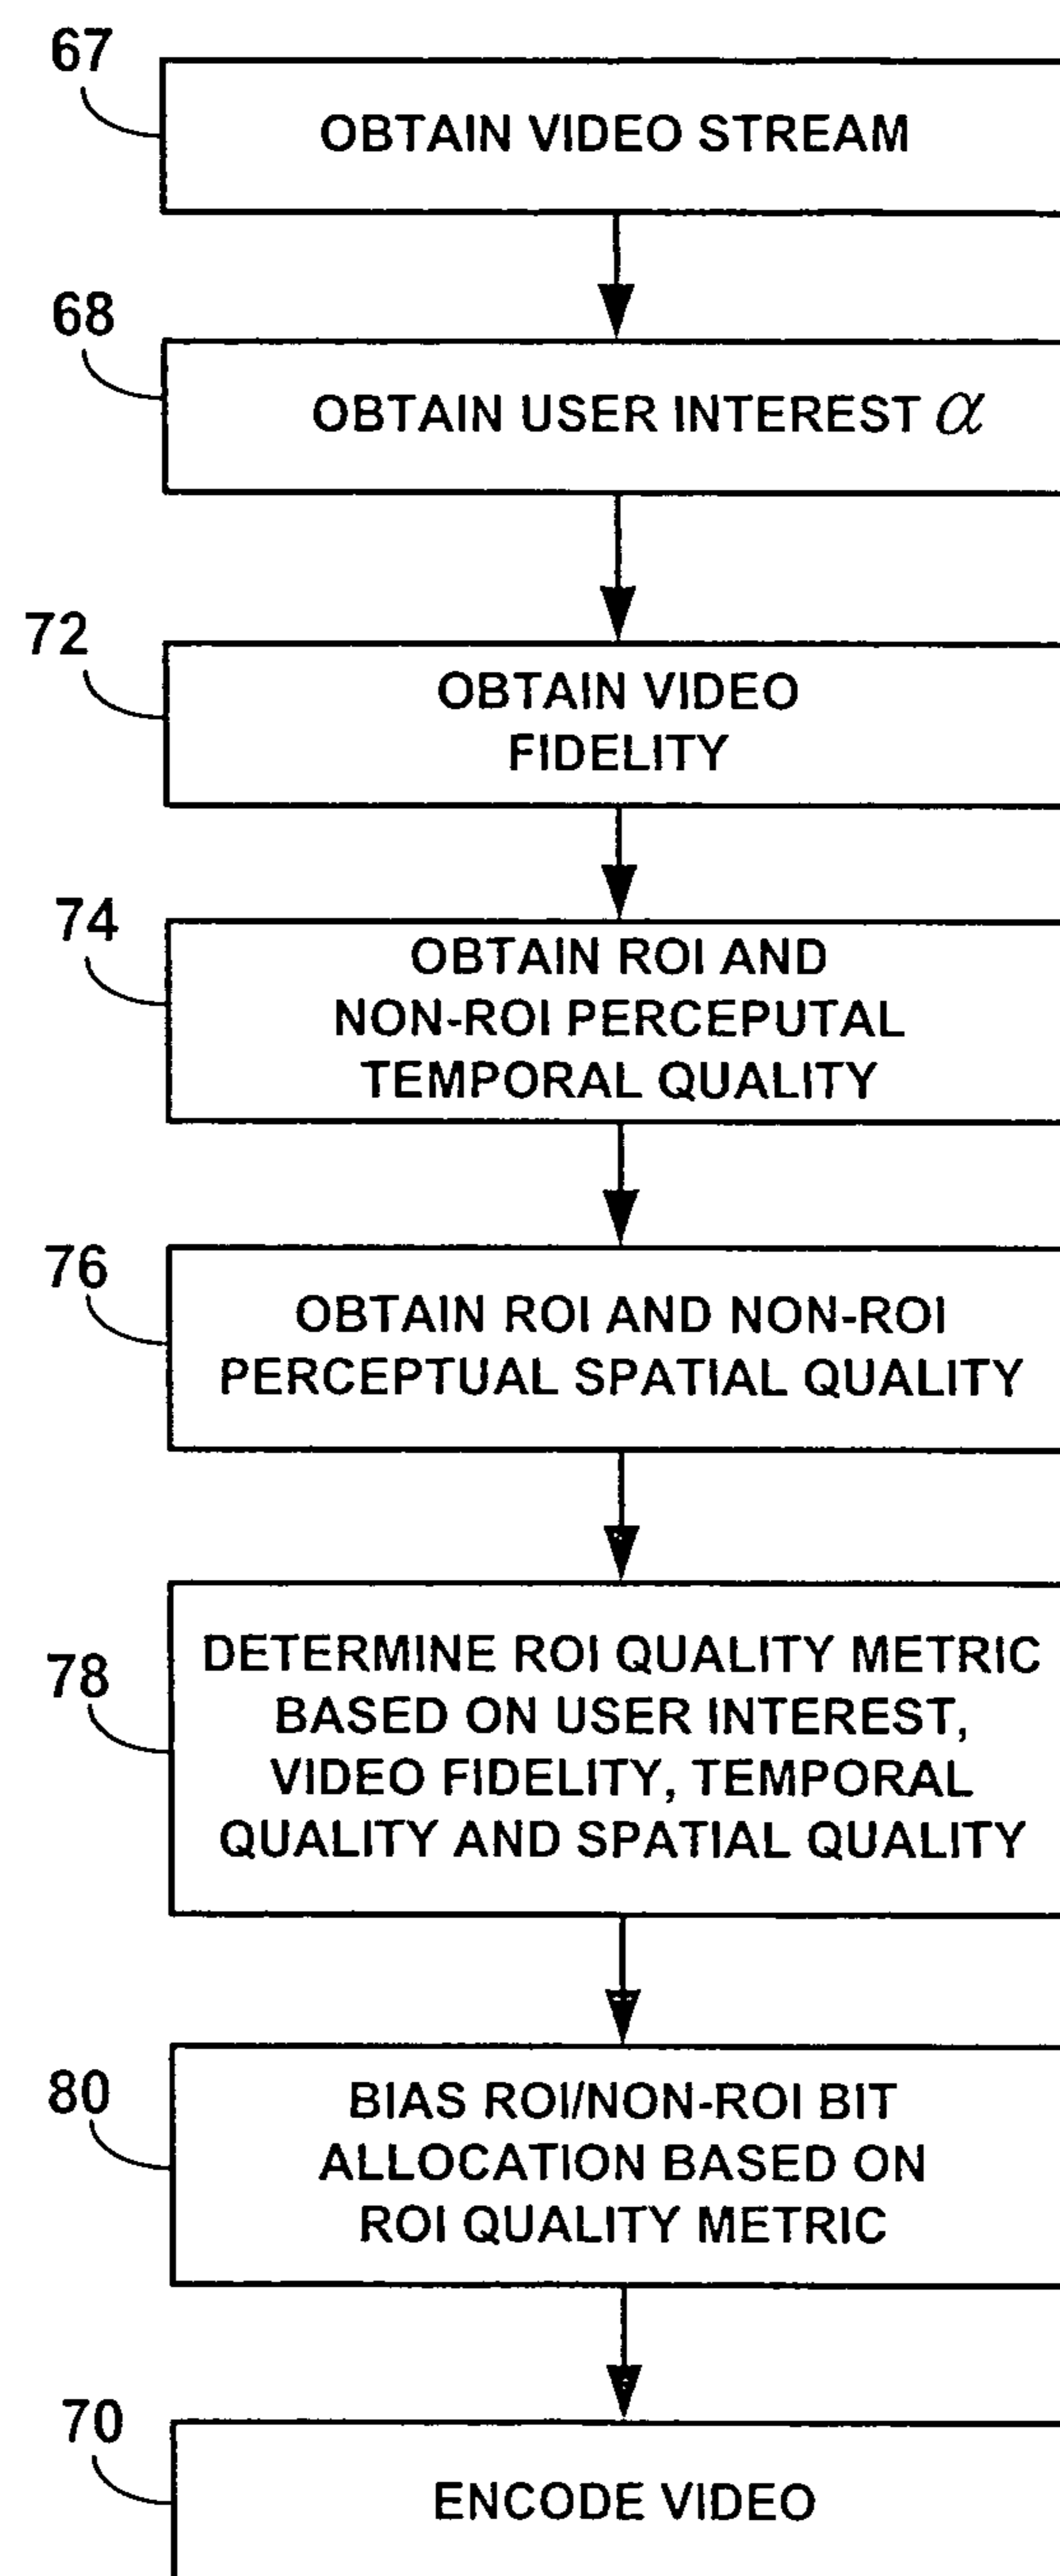 67
OBTAIN VIDEO STREAM
68
OBTAIN USER INTEREST α
72
OBTAIN VIDEO
FIDELITY
74
OBTAIN ROI AND
NON-ROI PERCEPUTAL
TEMPORAL QUALITY
76
OBTAIN ROI AND NON-ROI
PERCEPTUAL SPATIAL QUALITY
78
DETERMINE ROI QUALITY METRIC
BASED ON USER INTEREST,
VIDEO FIDELITY, TEMPORAL
QUALITY AND SPATIAL QUALITY
80
BIAS ROI/NON-ROI BIT
ALLOCATION BASED ON
ROI QUALITY METRIC
70
ENCODE VIDEO